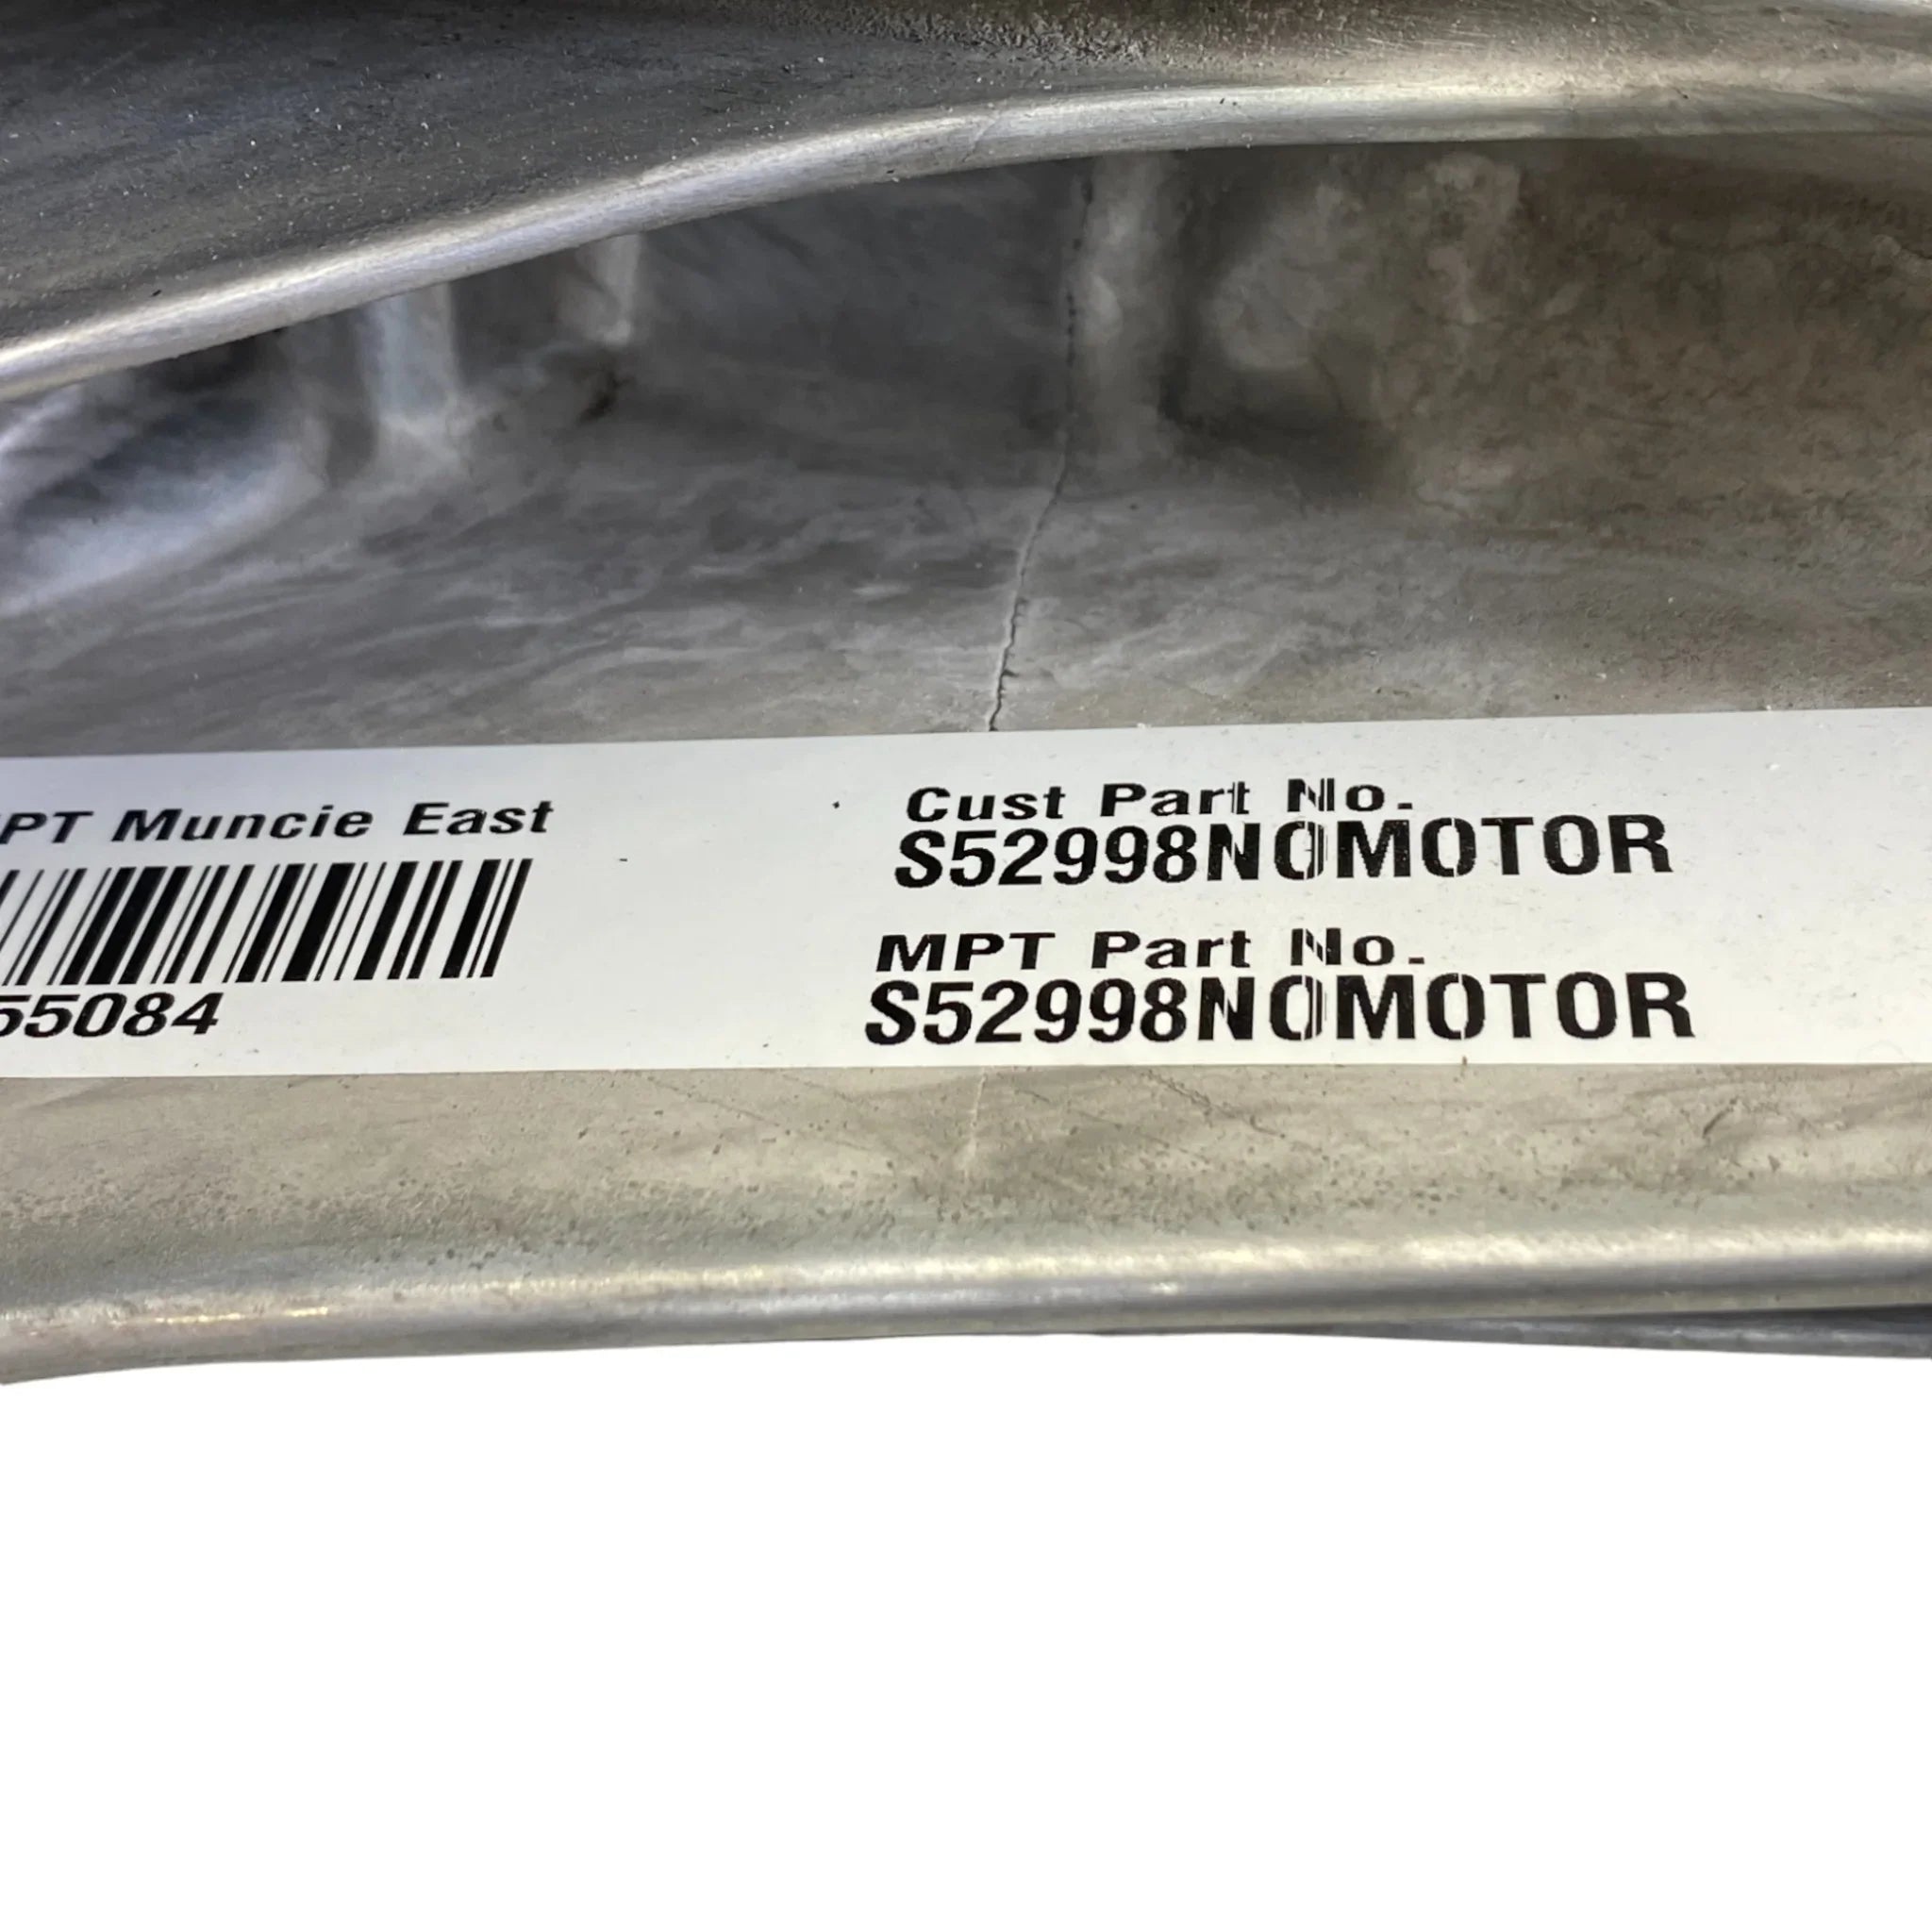 PT Muncie East
55084
Cust Part No.
S52998NOMOTOR
MPT Part No.
S52998NOMOTOR